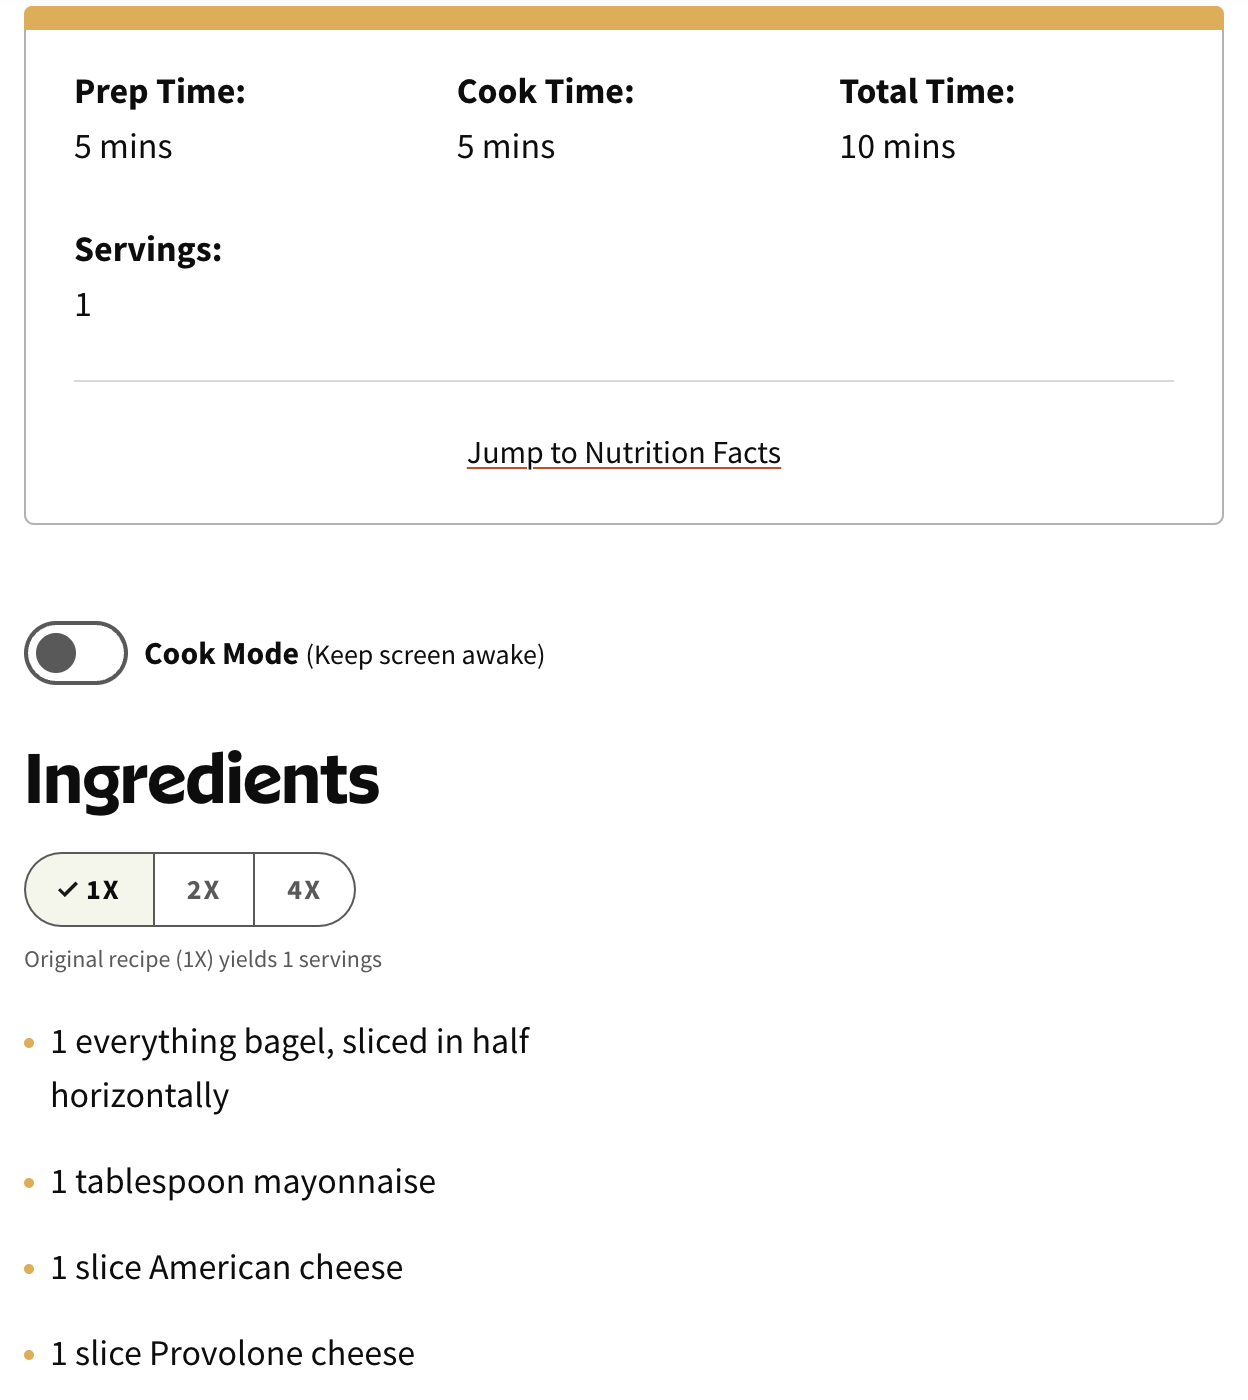 Prep Time:
5 mins
Cook Time:
5 mins
Total Time:
10 mins
Servings:
1
Jump to Nutrition Facts
Cook Mode (Keep screen awake)
Ingredients
1X
2X
4X
Original recipe (1X) yields 1 servings
1 everything bagel, sliced in half
horizontally
1 tablespoon mayonnaise
1 slice American cheese
1 slice Provolone cheese